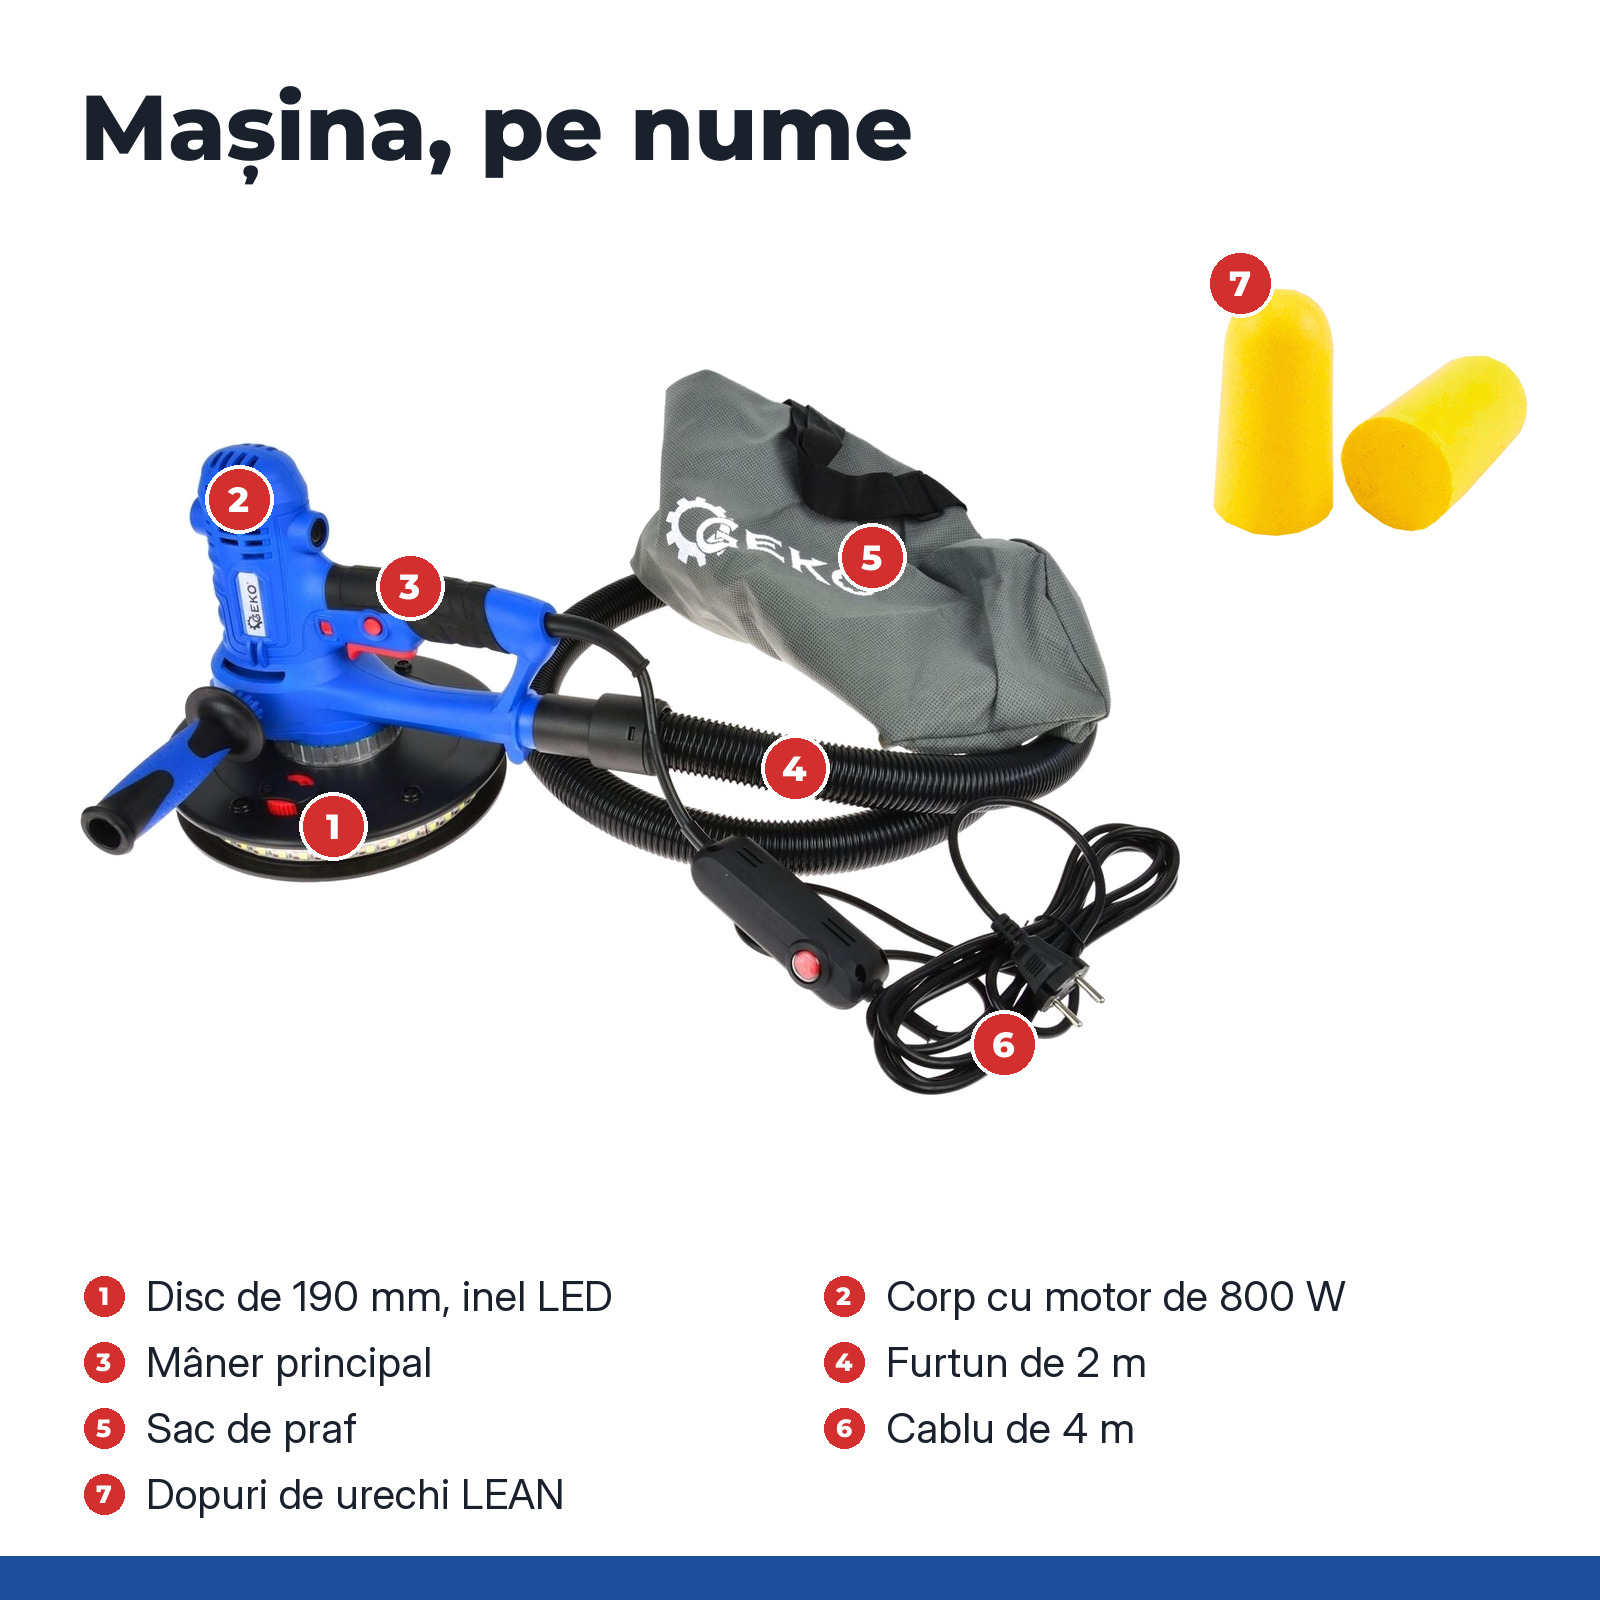 Mașina, pe nume
7
2
3
GEKO
5
GEKO
4
1
6
1 Disc de 190 mm, inel LED
2 Corp cu motor de 800 W
3 Mâner principal
4 Furtun de 2 m
5 Sac de praf
6 Cablu de 4 m
7 Dopuri de urechi LEAN